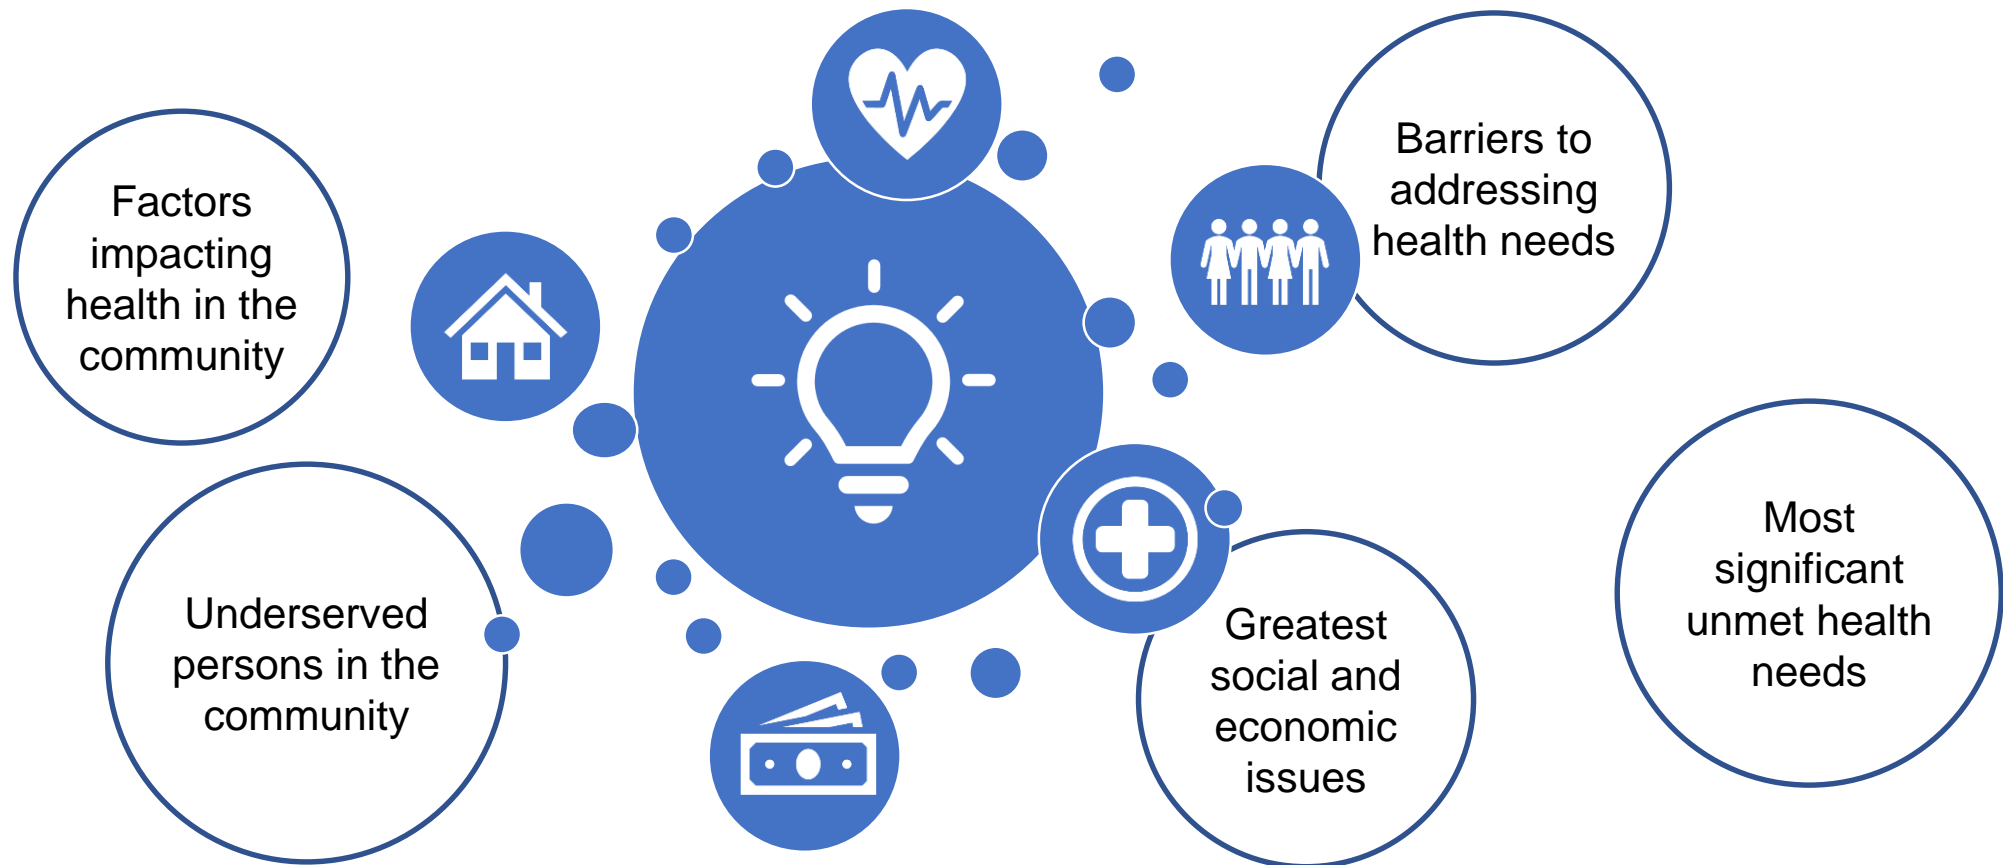 Factors
impacting
health in the
community
Underserved
persons in the
community
Barriers to
addressing
health needs
Greatest
social and
economic
issues
Most
significant
unmet health
needs